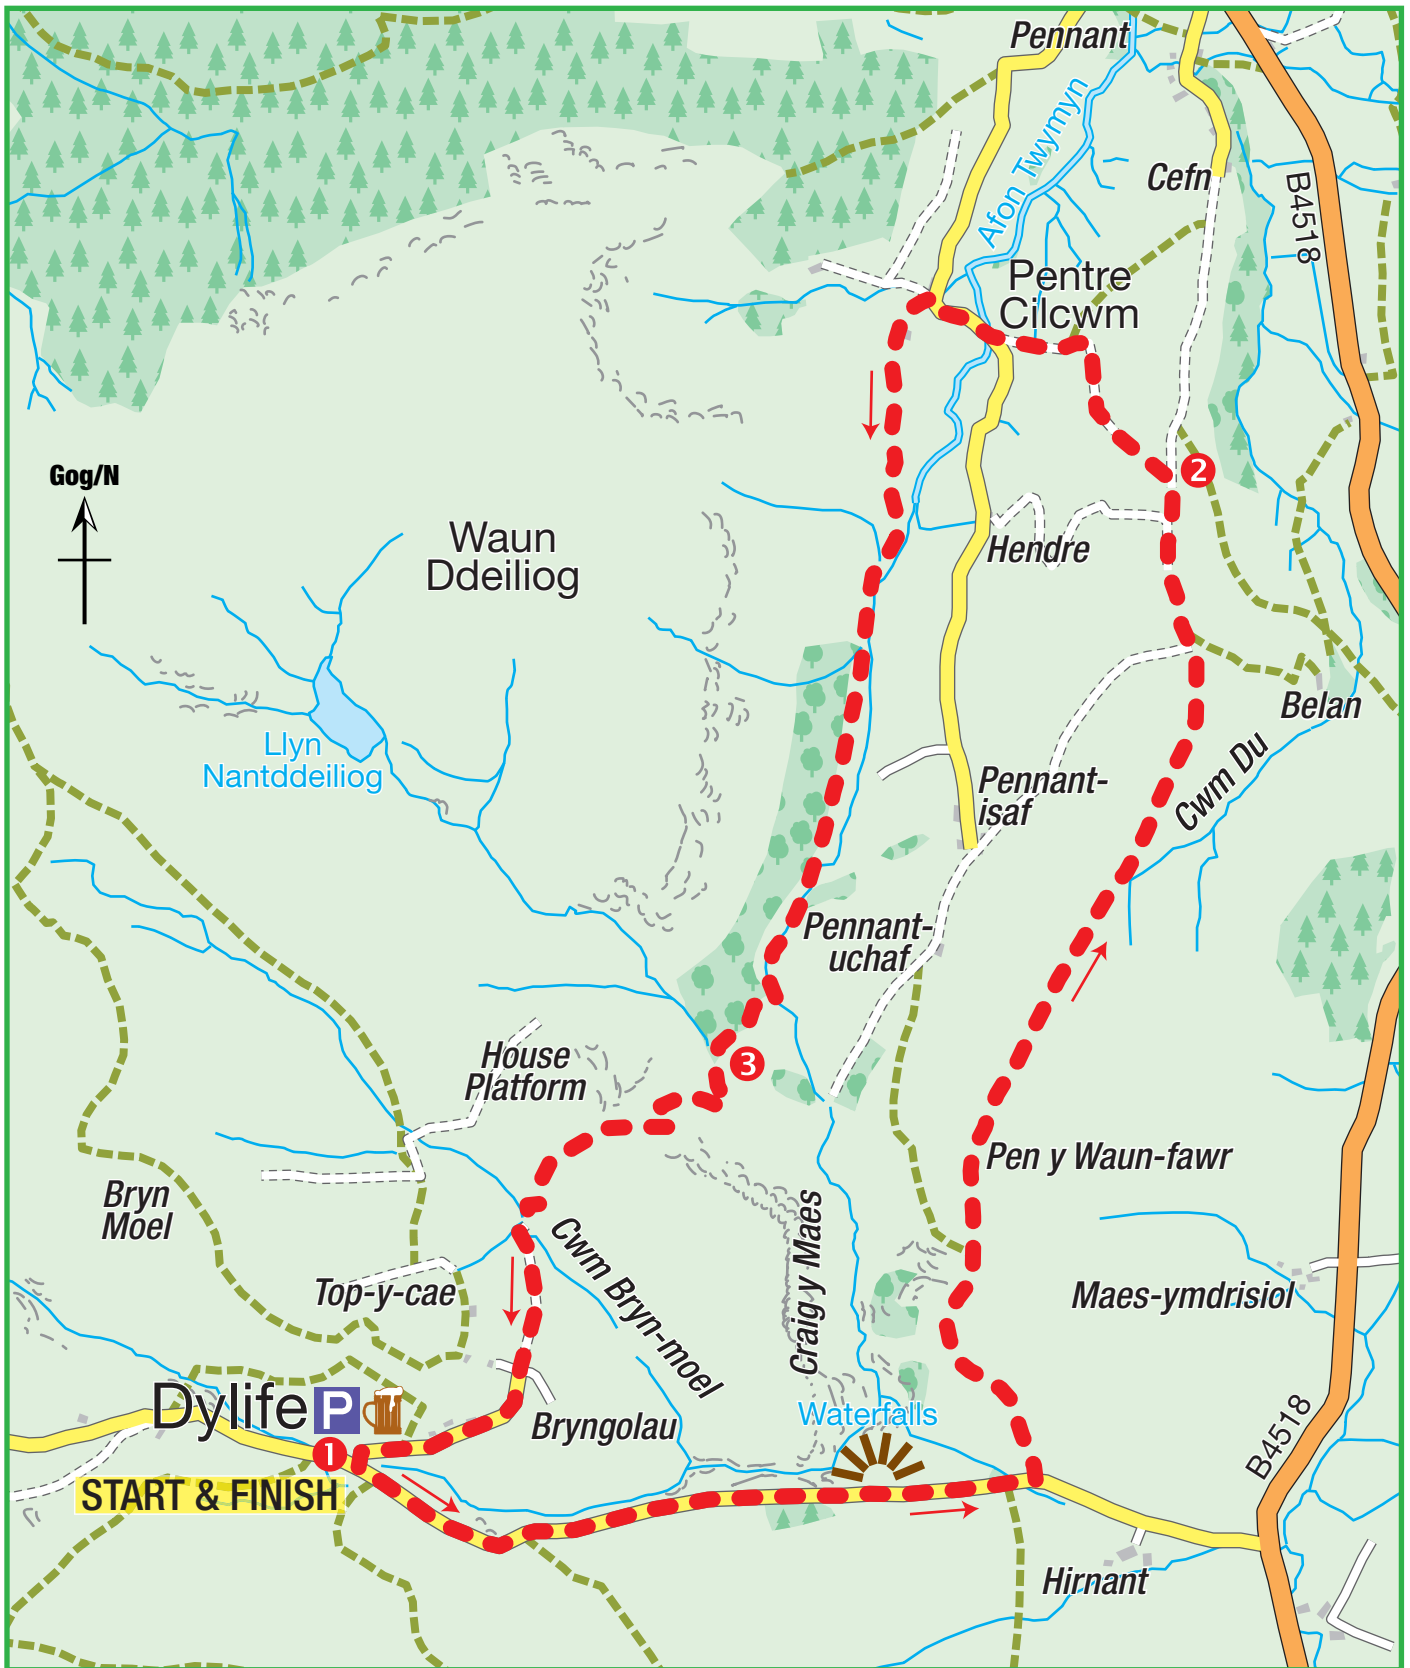 Pennant
Afon Twymyn
Cefn
B4518
Pentre
Cilcwm
Gog/N
2
Waun
Ddeiliog
Hendre
Belan
Llyn
Nantddeiliog
Cwm Du
Pennant-
isaf
Pennant-
uchaf
House
Platform
3
Pen y Waun-fawr
Bryn
Moel
Cwm Bryn-moel
Craig y Maes
Top-y-cae
Maes-ymdrisiol
Dylife P
Waterfalls
Bryngolau
B4518
1
START & FINISH
Hirnant